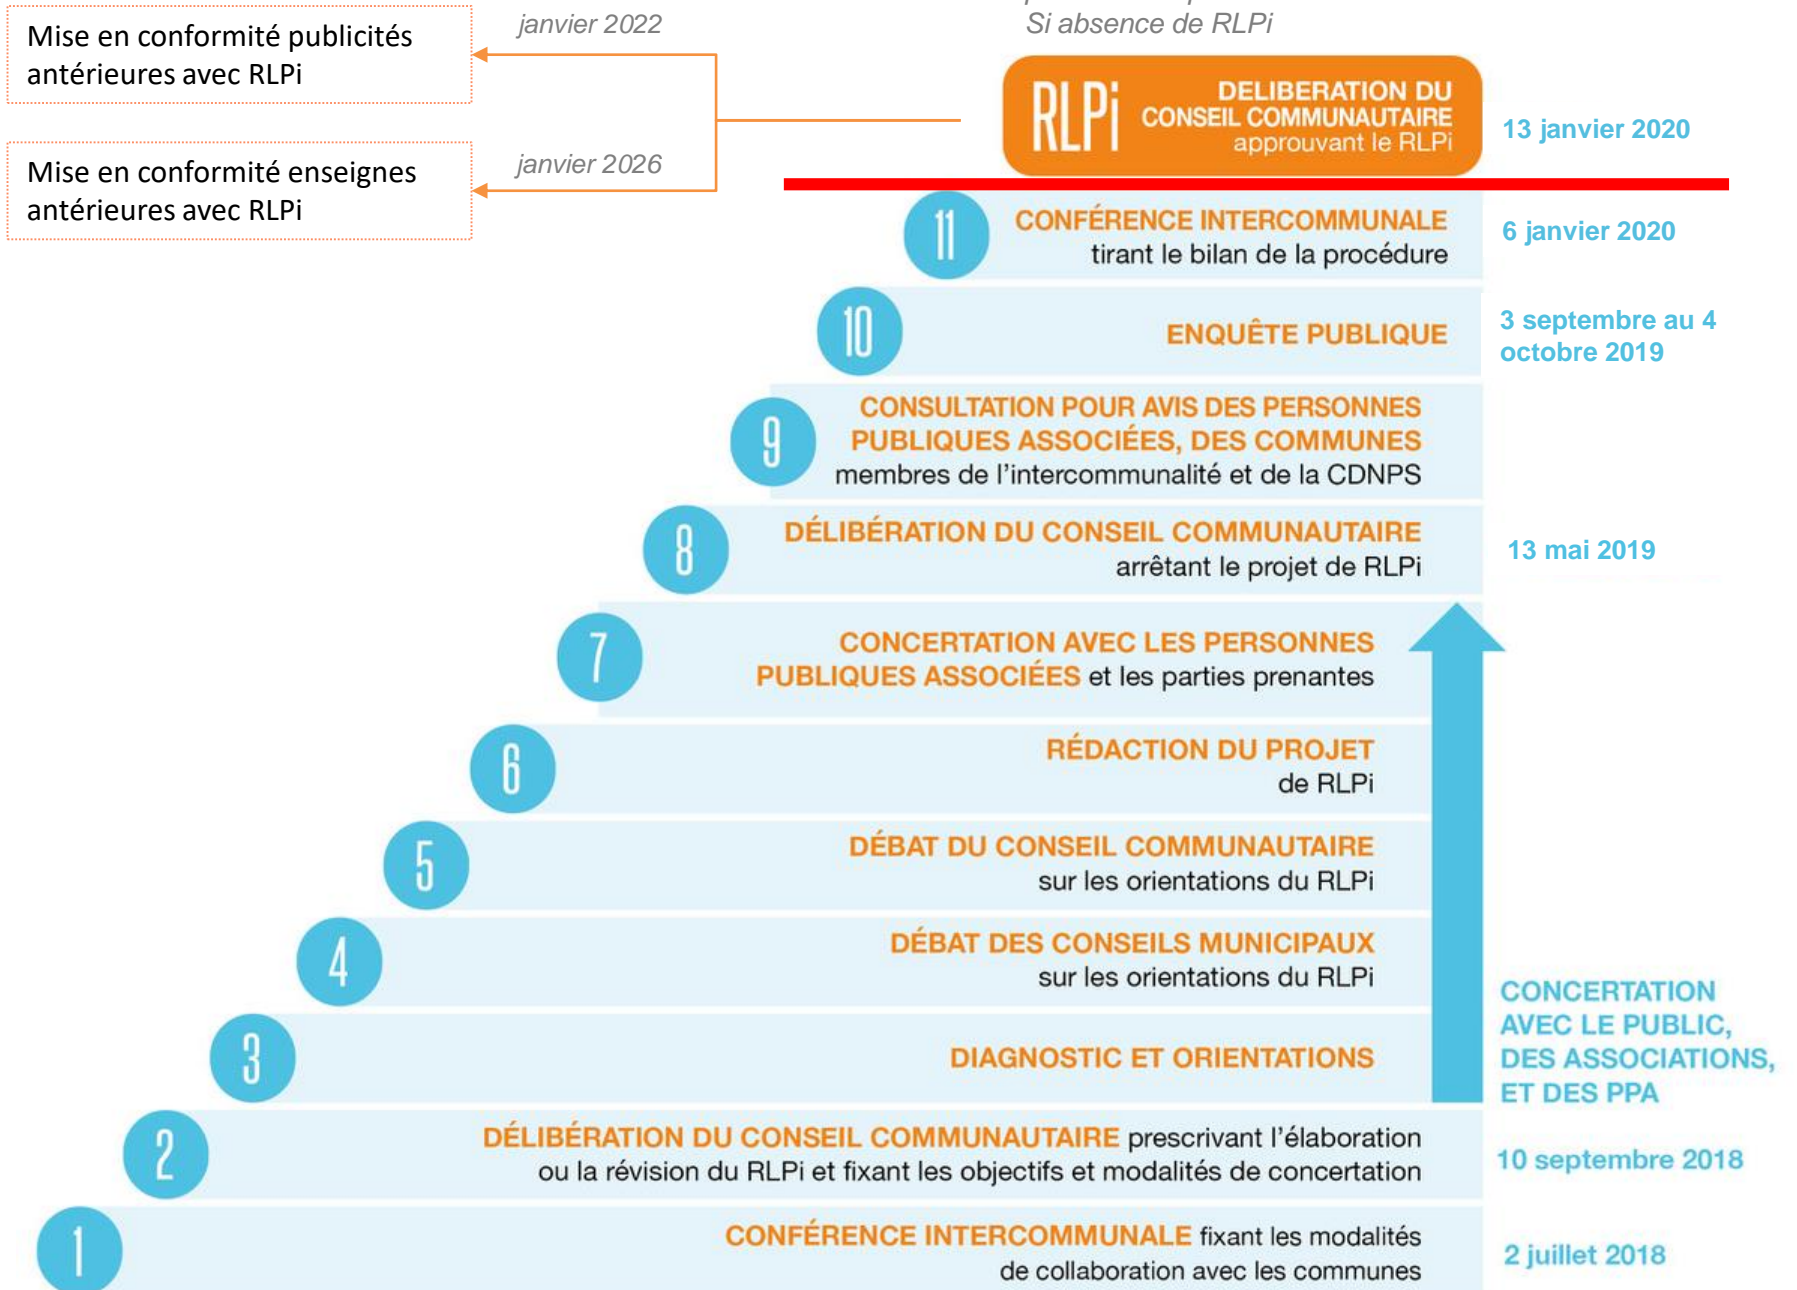 Mise en conformité publicités
antérieures avec RLPi
janvier 2022
Si absence de RLPi
RLPi
DELIBERATION DU
CONSEIL COMMUNAUTAIRE
approuvant le RLPi
13 janvier 2020
Mise en conformité enseignes
antérieures avec RLPi
janvier 2026
11
CONFÉRENCE INTERCOMMUNALE
tirant le bilan de la procédure
6 janvier 2020
10
ENQUÊTE PUBLIQUE
3 septembre au 4
octobre 2019
9
CONSULTATION POUR AVIS DES PERSONNES
PUBLIQUES ASSOCIÉES, DES COMMUNES
membres de l'intercommunalité et de la CDNPS
8
DÉLIBÉRATION DU CONSEIL COMMUNAUTAIRE
arrêtant le projet de RLPi
13 mai 2019
7
CONCERTATION AVEC LES PERSONNES
PUBLIQUES ASSOCIÉES et les parties prenantes
6
RÉDACTION DU PROJET
de RLPi
5
DÉBAT DU CONSEIL COMMUNAUTAIRE
sur les orientations du RLPi
4
DÉBAT DES CONSEILS MUNICIPAUX
sur les orientations du RLPi
CONCERTATION
AVEC LE PUBLIC,
DES ASSOCIATIONS,
ET DES PPA
3
DIAGNOSTIC ET ORIENTATIONS
2
DÉLIBÉRATION DU CONSEIL COMMUNAUTAIRE prescrivant l'élaboration
ou la révision du RLPi et fixant les objectifs et modalités de concertation
10 septembre 2018
1
CONFÉRENCE INTERCOMMUNALE fixant les modalités
de collaboration avec les communes
2 juillet 2018